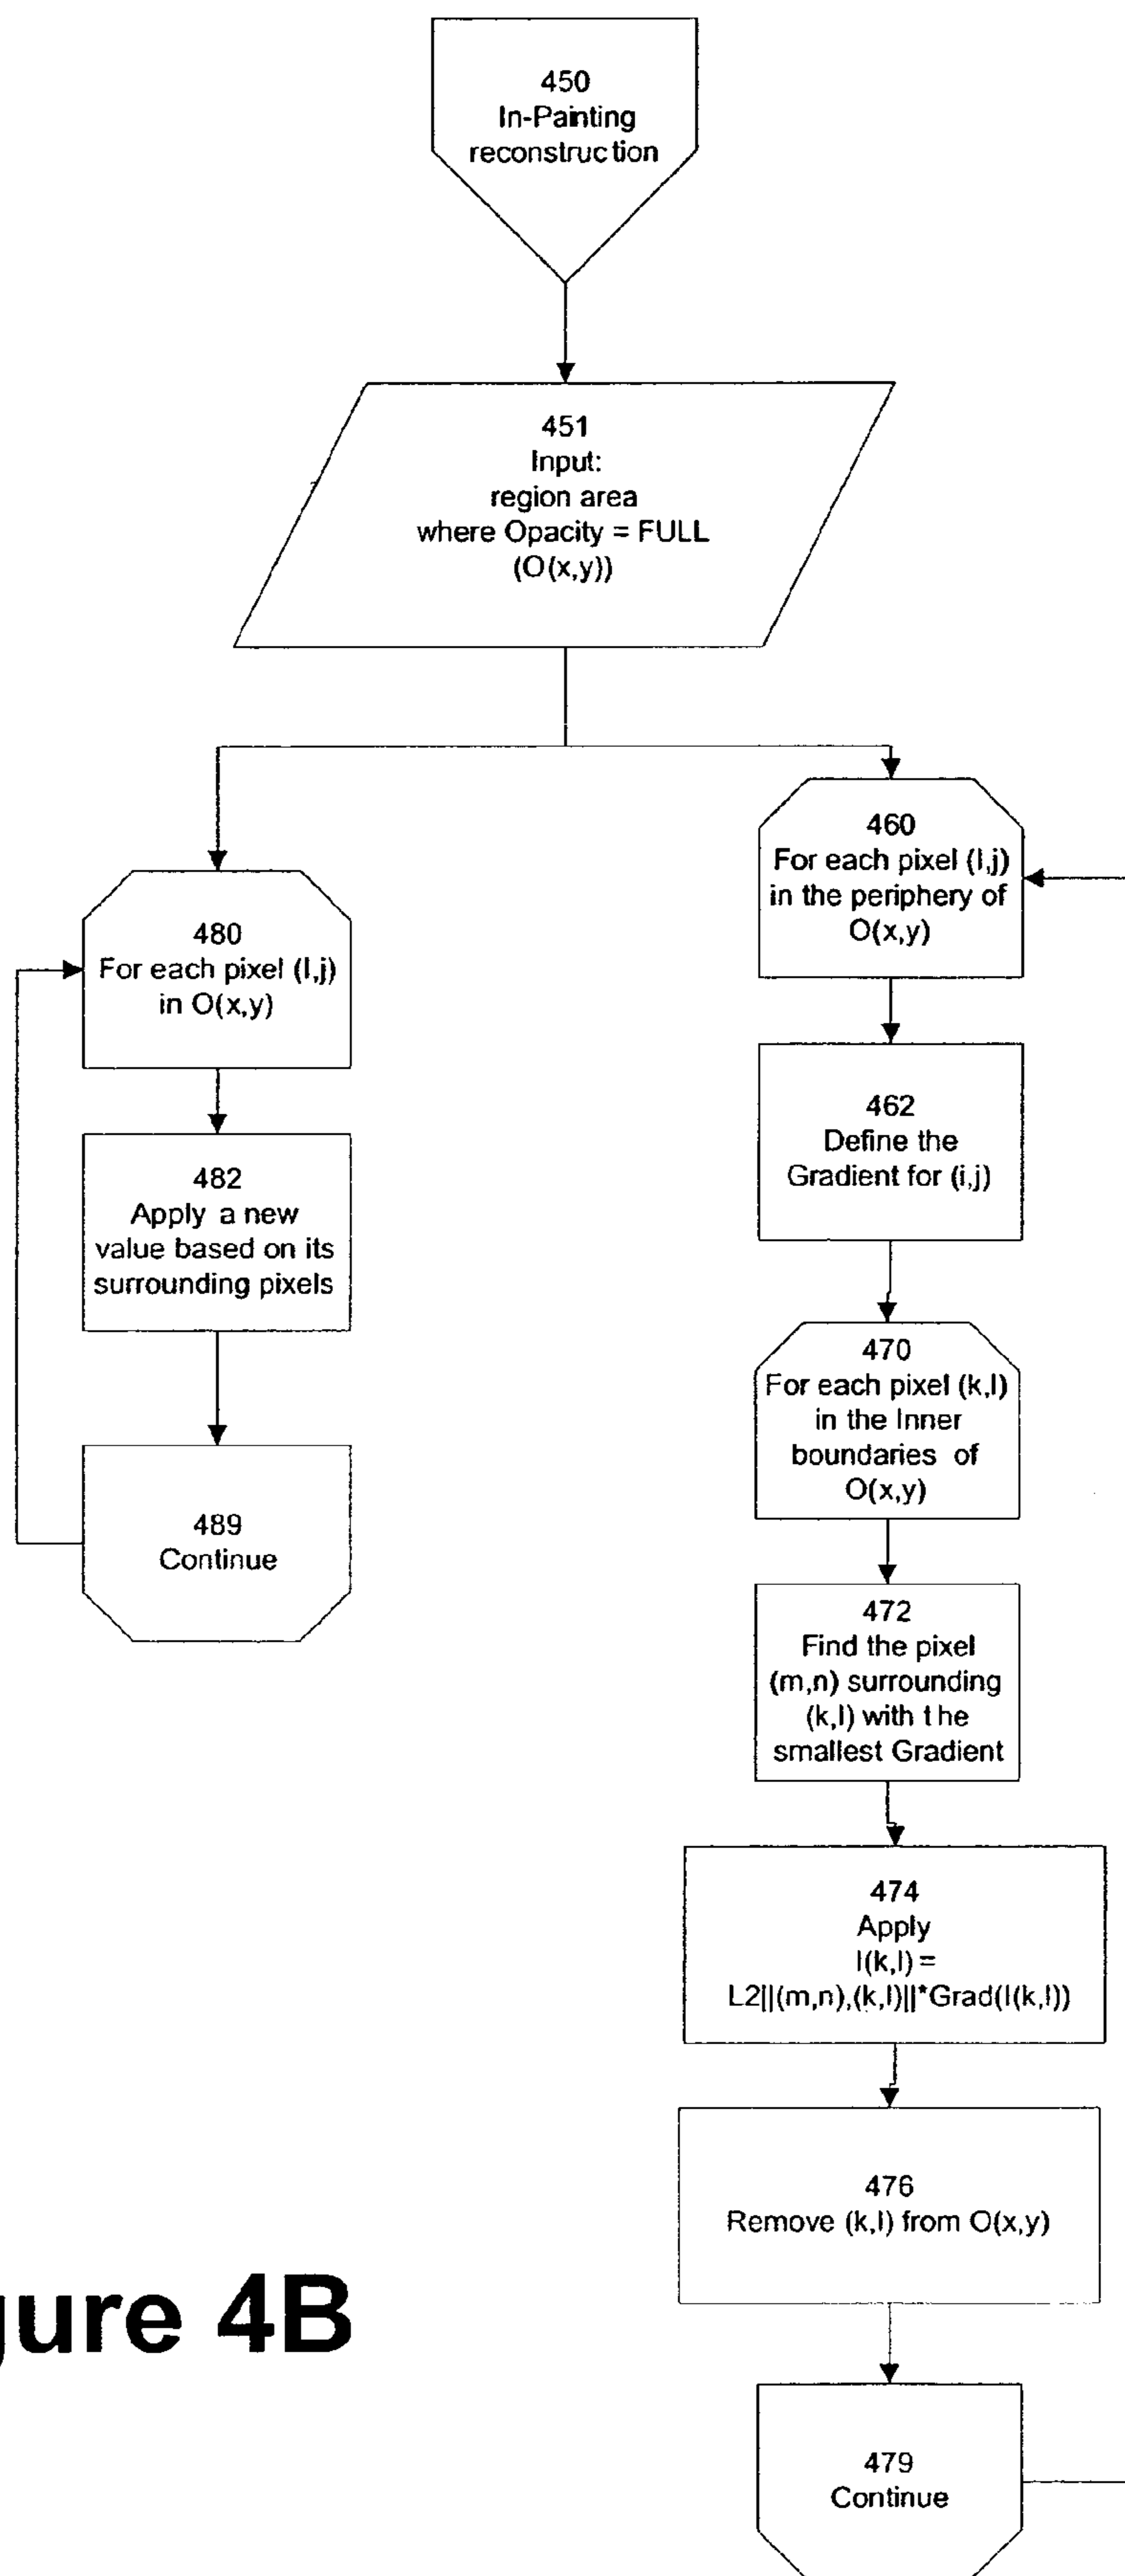 450
In-Painting
reconstruction
451
Input:
region area
where Opacity = FULL
(O(x,y))
480
For each pixel (I,j)
in O(x,y)
482
Apply a new
value based on its
surrounding pixels
489
Continue
460
For each pixel (I,j)
in the periphery of
O(x,y)
462
Define the
Gradient for (i,j)
470
For each pixel (k,l)
in the Inner
boundaries of
O(x,y)
472
Find the pixel
(m,n) surrounding
(k,l) with the
smallest Gradient
474
Apply
I(k,l) =
L2||(m,n),(k,l)||*Grad(I(k,l))
476
Remove (k,l) from O(x,y)
479
Continue
gure 4B